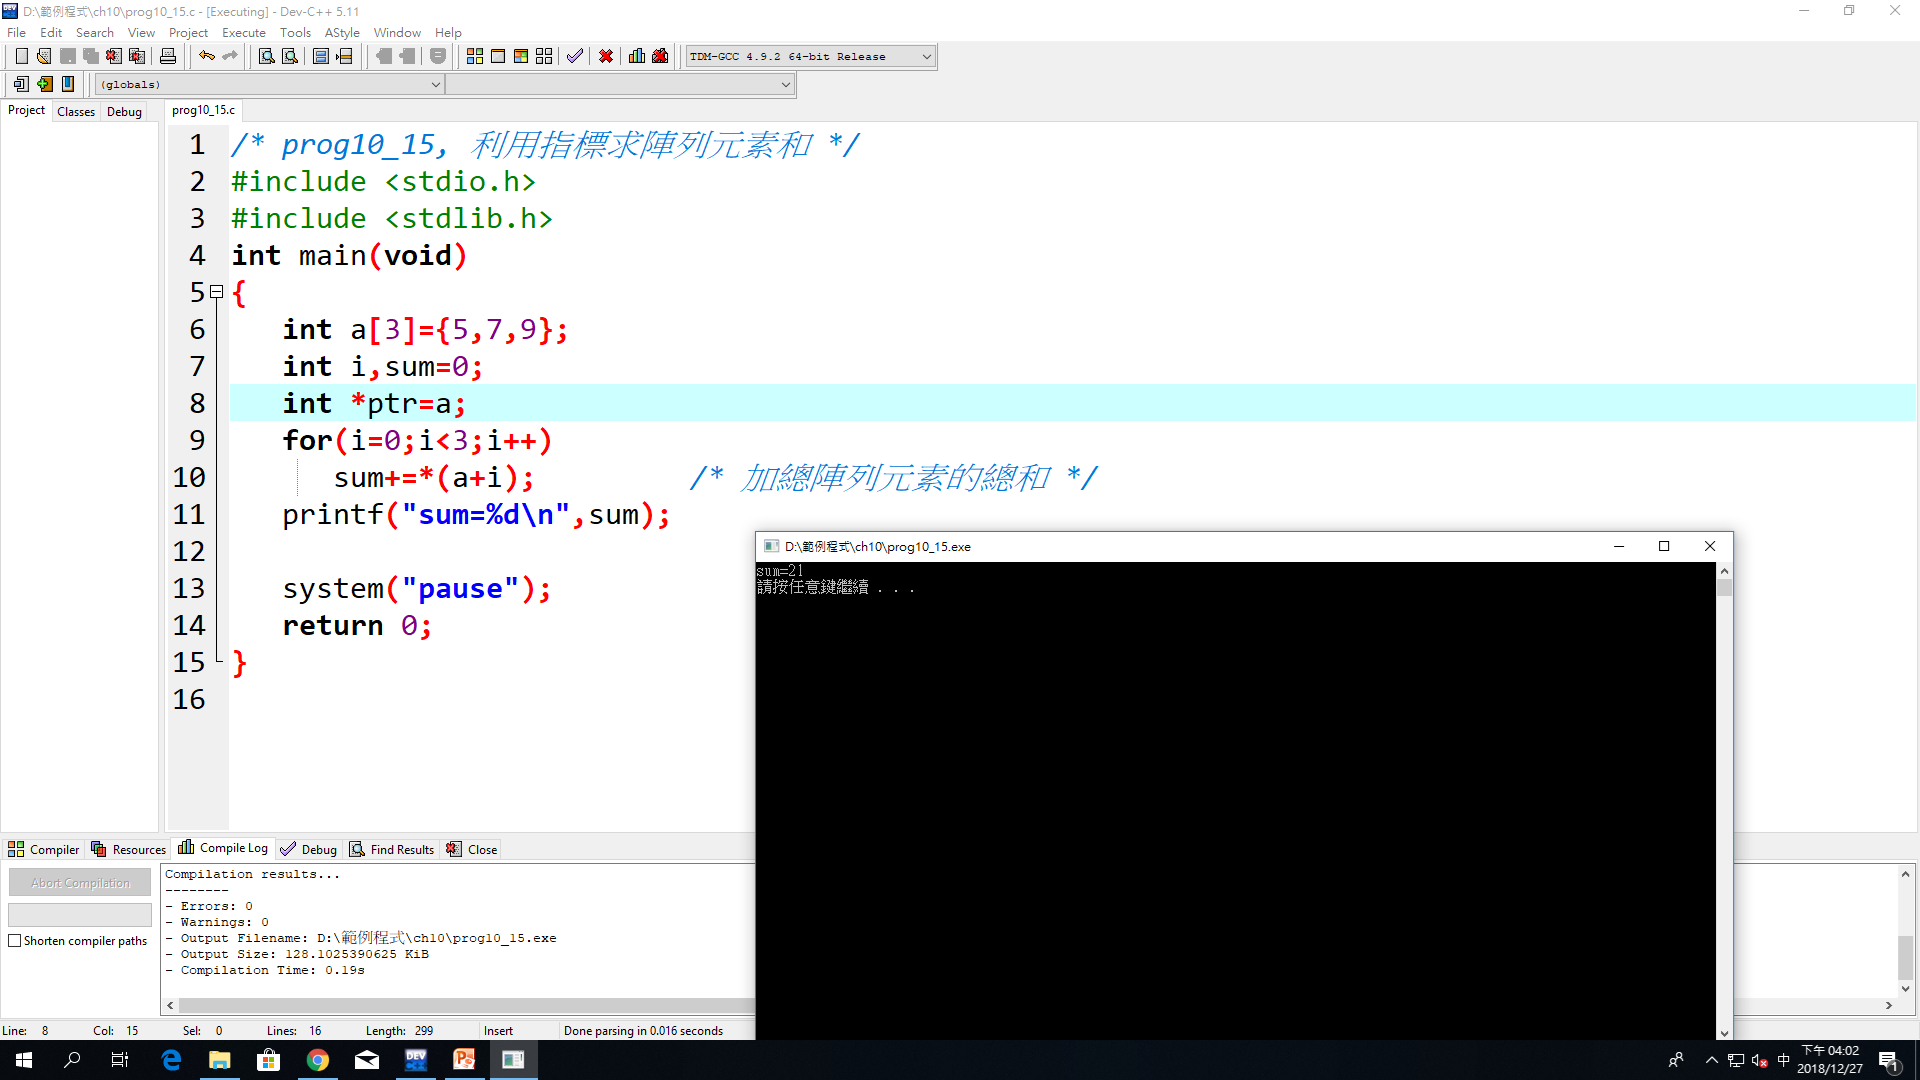 D:\範例程式\ch10\prog10_15.c - [Executing] - Dev-C++ 5.11
File Edit Search View Project Execute Tools AStyle Window Help
TDM-GCC 4.9.2 64-bit Release
(globals)
Project Classes Debug prog10_15.c
1 /* prog10_15, 利用指標求陣列元素和 */
2 #include <stdio.h>
3 #include <stdlib.h>
4 int main(void)
5 {
6 int a[3]={5,7,9};
7 int i,sum=0;
8 int *ptr=a;
9 for(i=0;i<3;i++)
10 sum+=*(a+i); /* 加總陣列元素的總和 */
11 printf("sum=%d\n",sum);
12
13 system("pause");
14 return 0;
15 }
16
D:\範例程式\ch10\prog10_15.exe
sum=21
請按任意鍵繼續 . . .
Compiler Resources Compile Log Debug Find Results Close
Abort Compilation
Shorten compiler paths
Compilation results...
--------
- Errors: 0
- Warnings: 0
- Output Filename: D:\範例程式\ch10\prog10_15.exe
- Output Size: 128.1025390625 KiB
- Compilation Time: 0.19s
Line: 8 Col: 15 Sel: 0 Lines: 16 Length: 299 Insert Done parsing in 0.016 seconds
中
下午 04:02
2018/12/27
1